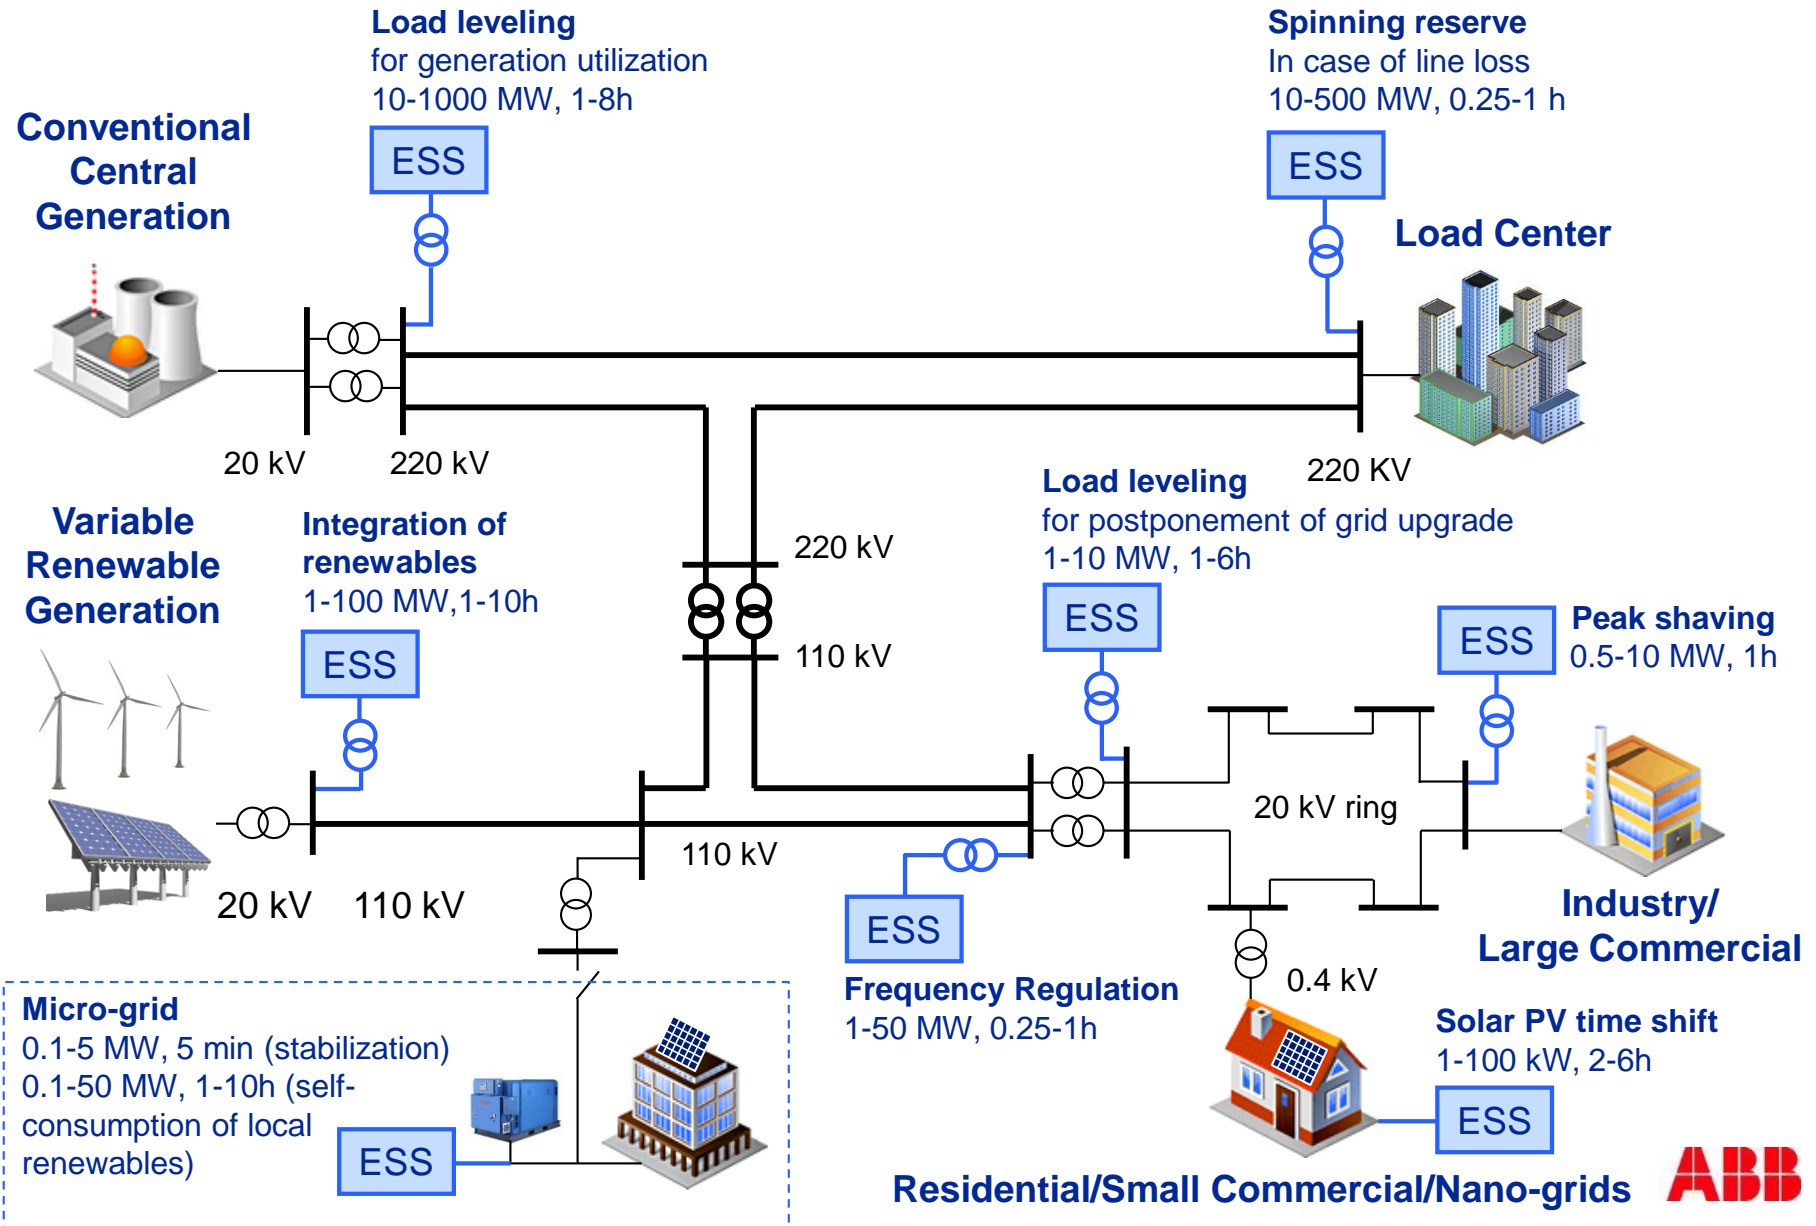 Load leveling
for generation utilization
10-1000 MW, 1-8h
ESS
Spinning reserve
In case of line loss
10-500 MW, 0.25-1 h
ESS
Conventional
Central
Generation
Load Center
20 kV
220 kV
220 KV
Variable
Renewable
Generation
Integration of
renewables
1-100 MW,1-10h
ESS
220 kV
110 kV
Load leveling
for postponement of grid upgrade
1-10 MW, 1-6h
ESS
ESS
Peak shaving
0.5-10 MW, 1h
20 kV ring
20 kV
110 kV
110 kV
ESS
Frequency Regulation
1-50 MW, 0.25-1h
Industry/
Large Commercial
0.4 kV
Micro-grid
0.1-5 MW, 5 min (stabilization)
0.1-50 MW, 1-10h (self-
consumption of local
renewables)
ESS
Solar PV time shift
1-100 kW, 2-6h
ESS
Residential/Small Commercial/Nano-grids
ABB